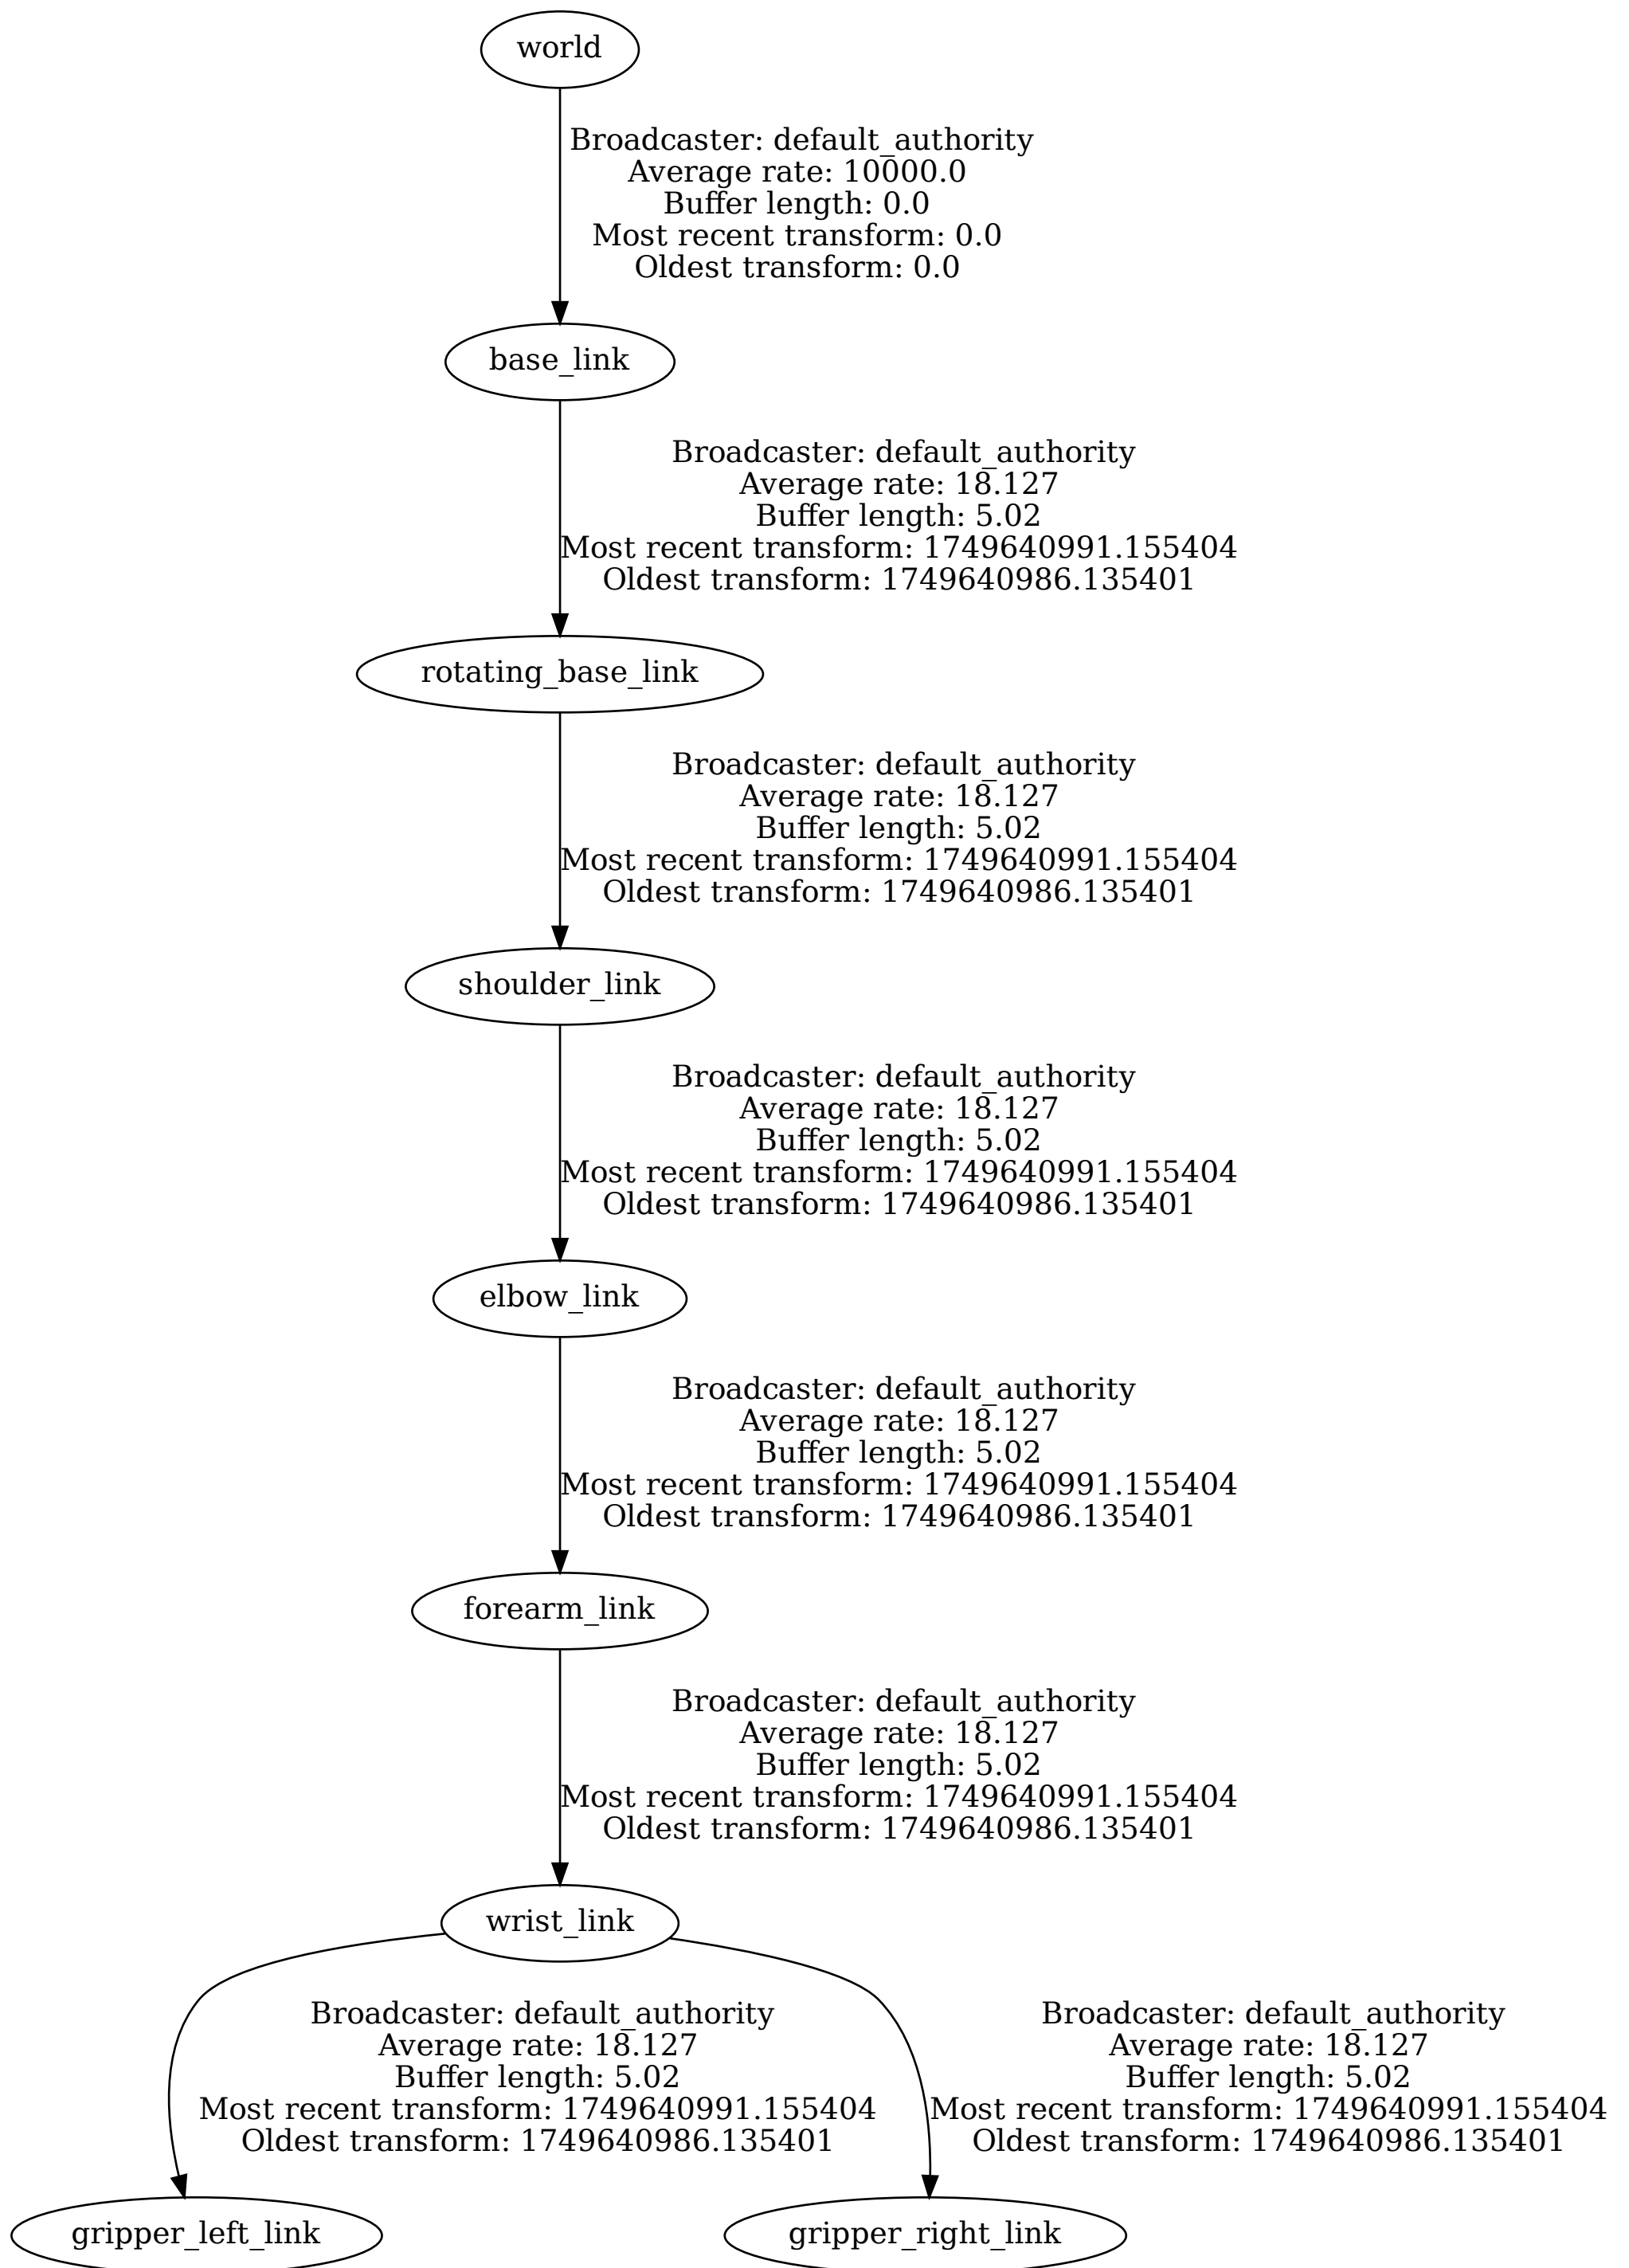 world
Broadcaster: default_authority
Average rate: 10000.0
Buffer length: 0.0
Most recent transform: 0.0
Oldest transform: 0.0
base_link
Broadcaster: default_authority
Average rate: 18.127
Buffer length: 5.02
Most recent transform: 1749640991.155404
Oldest transform: 1749640986.135401
rotating_base_link
Broadcaster: default_authority
Average rate: 18.127
Buffer length: 5.02
Most recent transform: 1749640991.155404
Oldest transform: 1749640986.135401
shoulder_link
Broadcaster: default_authority
Average rate: 18.127
Buffer length: 5.02
Most recent transform: 1749640991.155404
Oldest transform: 1749640986.135401
elbow_link
Broadcaster: default_authority
Average rate: 18.127
Buffer length: 5.02
Most recent transform: 1749640991.155404
Oldest transform: 1749640986.135401
forearm_link
Broadcaster: default_authority
Average rate: 18.127
Buffer length: 5.02
Most recent transform: 1749640991.155404
Oldest transform: 1749640986.135401
wrist_link
Broadcaster: default_authority
Average rate: 18.127
Buffer length: 5.02
Most recent transform: 1749640991.155404
Oldest transform: 1749640986.135401
Broadcaster: default_authority
Average rate: 18.127
Buffer length: 5.02
Most recent transform: 1749640991.155404
Oldest transform: 1749640986.135401
gripper_left_link
gripper_right_link